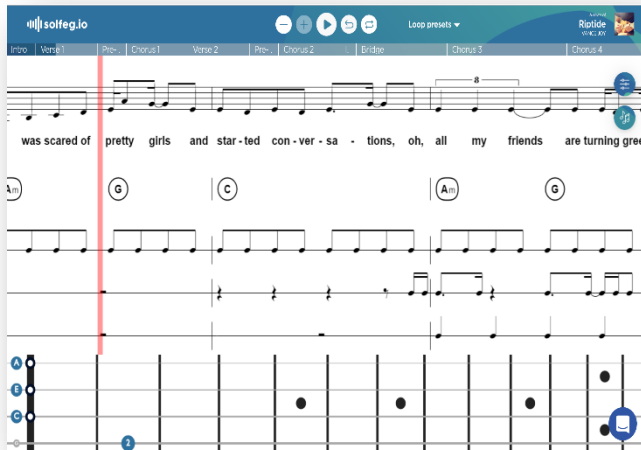 solfeg.io
Loop presets
Riptide
VANCE JOY
Intro Verse 1 Pre-.. Chorus 1 Verse 2 Pre-.. Chorus 2 Bridge Chorus 3 Chorus 4
8
was scared of pretty girls and star - ted con - ver - sa - tions, oh, all my friends are turning gree
Am G C Am G
A
E
C
2